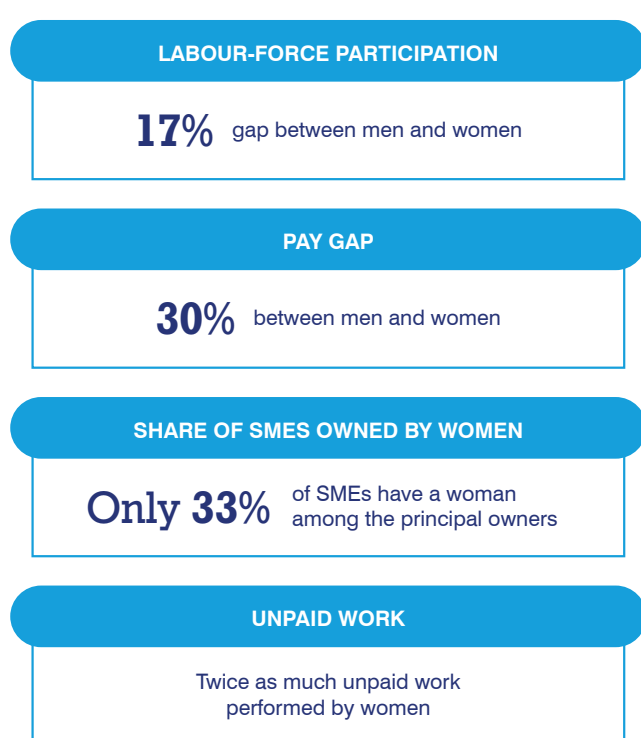 LABOUR-FORCE PARTICIPATION
17% gap between men and women
PAY GAP
30% between men and women
SHARE OF SMES OWNED BY WOMEN
Only 33% of SMEs have a woman
among the principal owners
UNPAID WORK
Twice as much unpaid work
performed by women